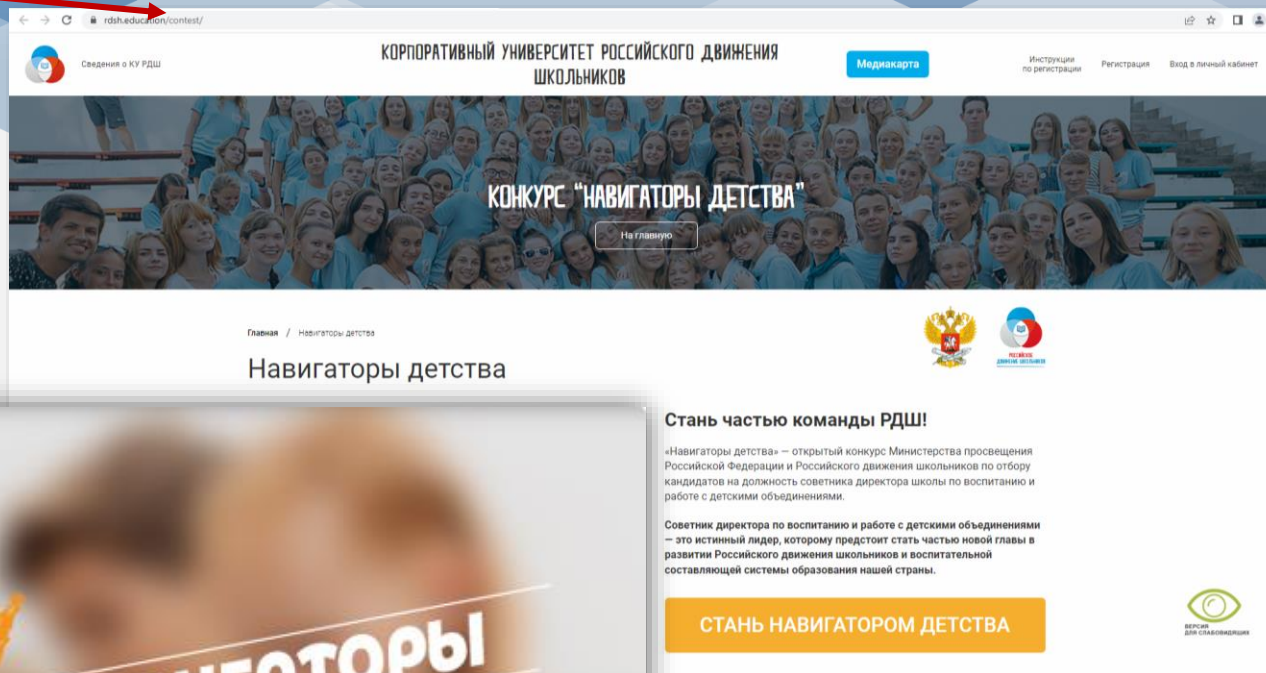 rdsh.education/contest/
Сведения о КУ РДШ
КОРПОРАТИВНЫЙ УНИВЕРСИТЕТ РОССИЙСКОГО ДВИЖЕНИЯ
ШКОЛЬНИКОВ
Медиакарта
Инструкции
по регистрации
Регистрация
Вход в личный кабинет
КОНКУРС "НАВИГАТОРЫ ДЕТСТВА"
На главную
Главная / Навигаторы детства
РОССИЙСКОЕ
ДВИЖЕНИЕ ШКОЛЬНИКОВ
Навигаторы детства
Стань частью команды РДШ!
«Навигаторы детства» — открытый конкурс Министерства просвещения
Российской Федерации и Российского движения школьников по отбору
кандидатов на должность советника директора школы по воспитанию и
работе с детскими объединениями.
Советник директора по воспитанию и работе с детскими объединениями
— это истинный лидер, которому предстоит стать частью новой главы в
развитии Российского движения школьников и воспитательной
составляющей системы образования нашей страны.
СТАНЬ НАВИГАТОРОМ ДЕТСТВА
ВЕРСИЯ
ДЛЯ СЛАБОВИДЯЩИХ